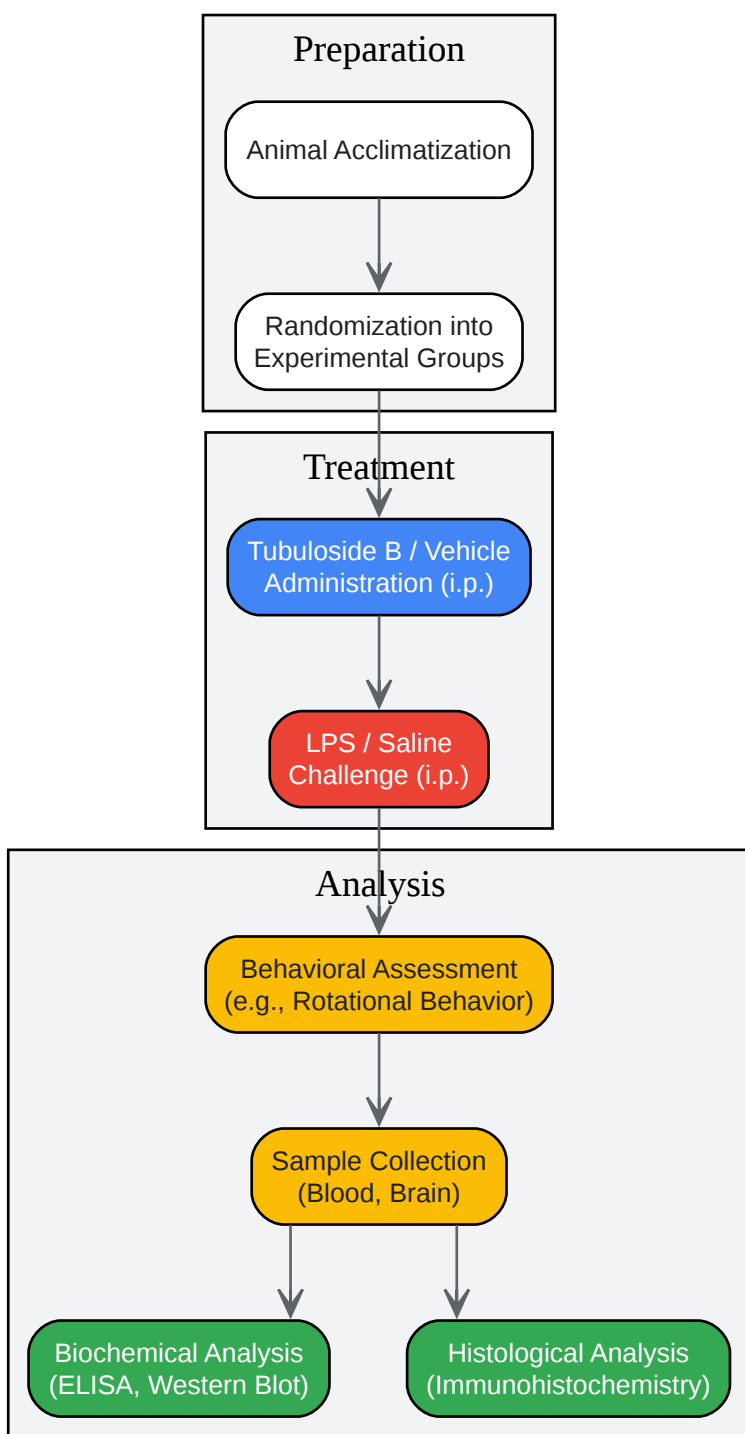 Preparation
Animal Acclimatization
Randomization into
Experimental Groups
Treatment
Tubuloside B / Vehicle
Administration (i.p.)
LPS / Saline
Challenge (i.p.)
Analysis
Behavioral Assessment
(e.g., Rotational Behavior)
Sample Collection
(Blood, Brain)
Biochemical Analysis
(ELISA, Western Blot)
Histological Analysis
(Immunohistochemistry)